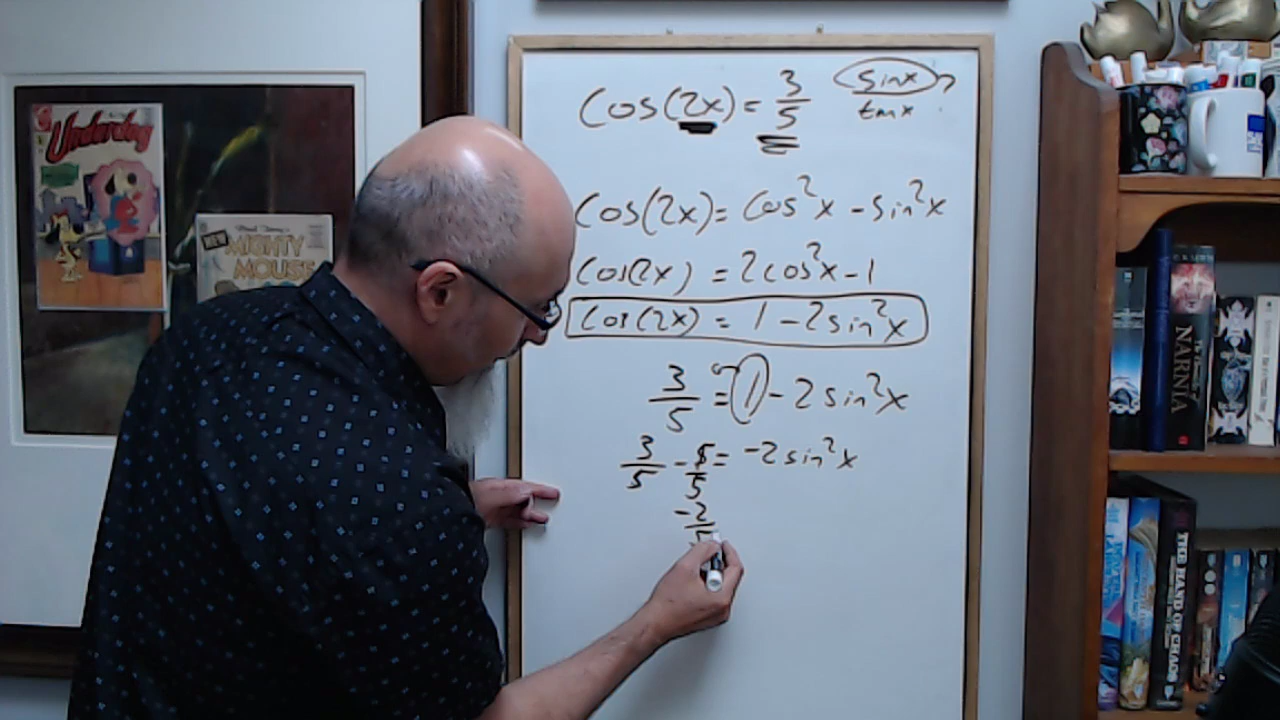 Underdog
NEW
MIGHTY
MOUSE
cos(2x) = 3/5
sinx ?
tanx
cos(2x) = cos²x - sin²x
cos(2x) = 2cos²x - 1
cos(2x) = 1 - 2sin²x
3/5 = 1 - 2sin²x
3/5 - 5/5 = -2sin²x
-2
NARNIA
THE HAND OF CHAOS